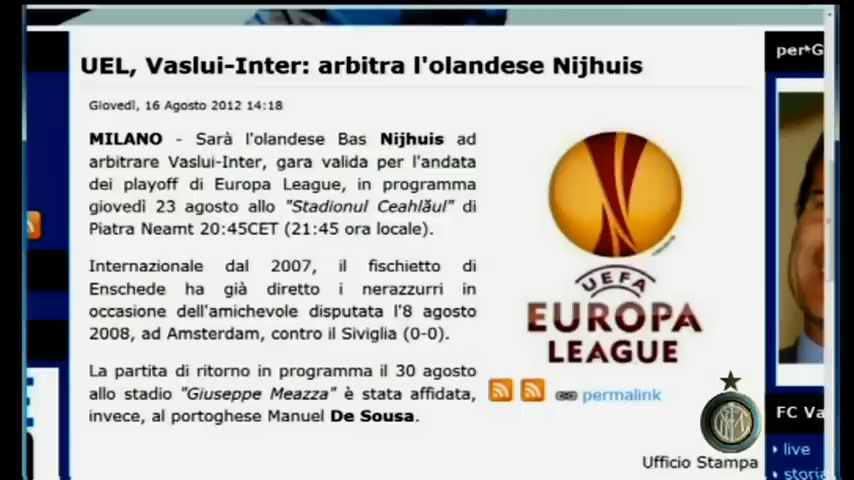 UEL, Vaslui-Inter: arbitra l'olandese Nijhuis
Giovedì, 16 Agosto 2012 14:18
MILANO - Sarà l'olandese Bas Nijhuis ad
arbitrare Vaslui-Inter, gara valida per l'andata
dei playoff di Europa League, in programma
giovedì 23 agosto allo "Stadionul Ceahlăul" di
Piatra Neamt 20:45CET (21:45 ora locale).
Internazionale dal 2007, il fischietto di
Enschede ha già diretto i nerazzurri in
occasione dell'amichevole disputata l'8 agosto
2008, ad Amsterdam, contro il Siviglia (0-0).
La partita di ritorno in programma il 30 agosto
allo stadio "Giuseppe Meazza" è stata affidata,
invece, al portoghese Manuel De Sousa.
UEFA
EUROPA
LEAGUE
permalink
Ufficio Stampa
per*G
FC Va
live
storia